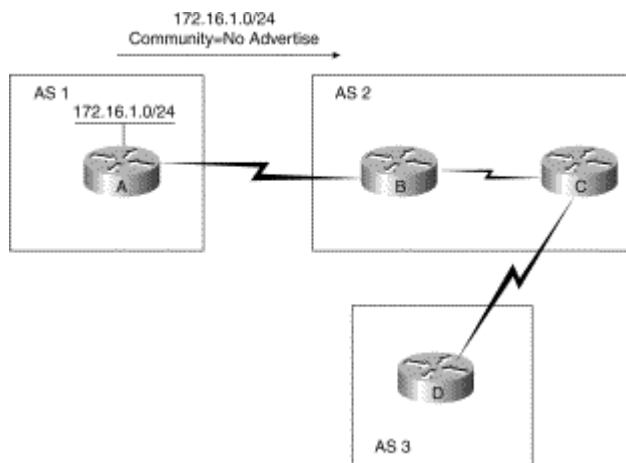 172.16.1.0/24
Community=No Advertise
AS 1
AS 2
172.16.1.0/24
A
B
C
D
AS 3